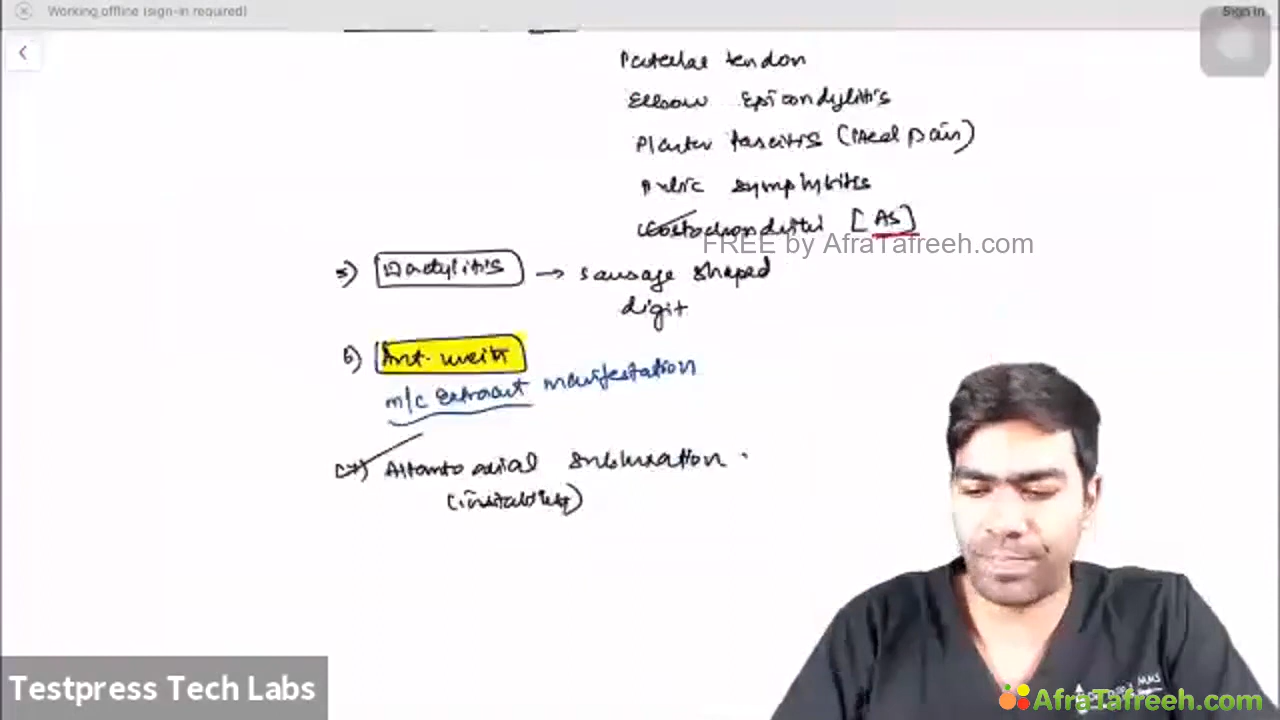 Working offline (sign-in required)
Sign in
Patellar tendon
Elbow Epicondylitis
Planter fascitis (Heel pain)
Pubic symphysitis
Costochondritis [AS]
FREE by AfraTafreeh.com
5) Dactylitis → sausage shaped
digit
6) Ant. uveitis
m/c Extraart manifestation
(7) Atlanto axial subluxation
(instability)
Testpress Tech Labs
MMS
AfraTafreeh.com